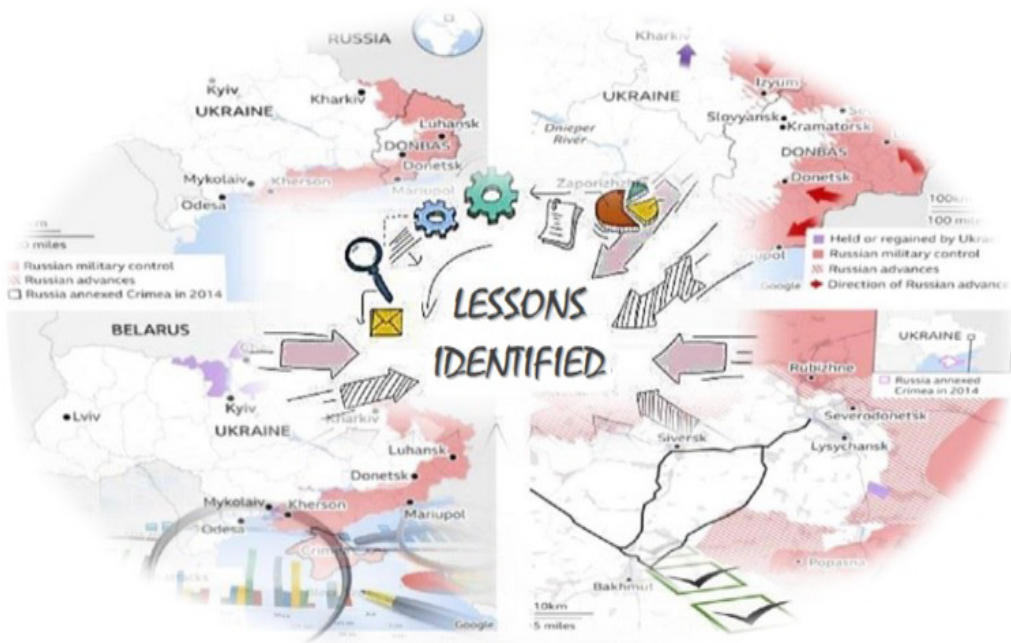 RUSSIA
Kyiv
Kharkiv
UKRAINE
Luhansk
DONBAS
Donetsk
Mykolaiv
Kherson
Mariupol
Odesa
km
0 miles
Russian military control
Russian advances
Russia annexed Crimea in 2014
Kharkiv
Izyum
UKRAINE
Slovyansk
Kramatorsk
Dnieper
River
DONBAS
Donetsk
Zaporizhzhia
100km
100 miles
Held or regained by Ukra
Russian military control
Russian advances
Google
Direction of Russian advance
LESSONS
IDENTIFIED
BELARUS
Lviv
Kyiv
Kharkiv
UKRAINE
Luhansk
Donetsk
Mykolaiv
Kherson
Mariupol
Odesa
Crimea
Google
UKRAINE
Russia annexed
Crimea in 2014
Rubizhne
Severodonetsk
Lysychansk
Siversk
Popasna
Bakhmut
10km
5 miles